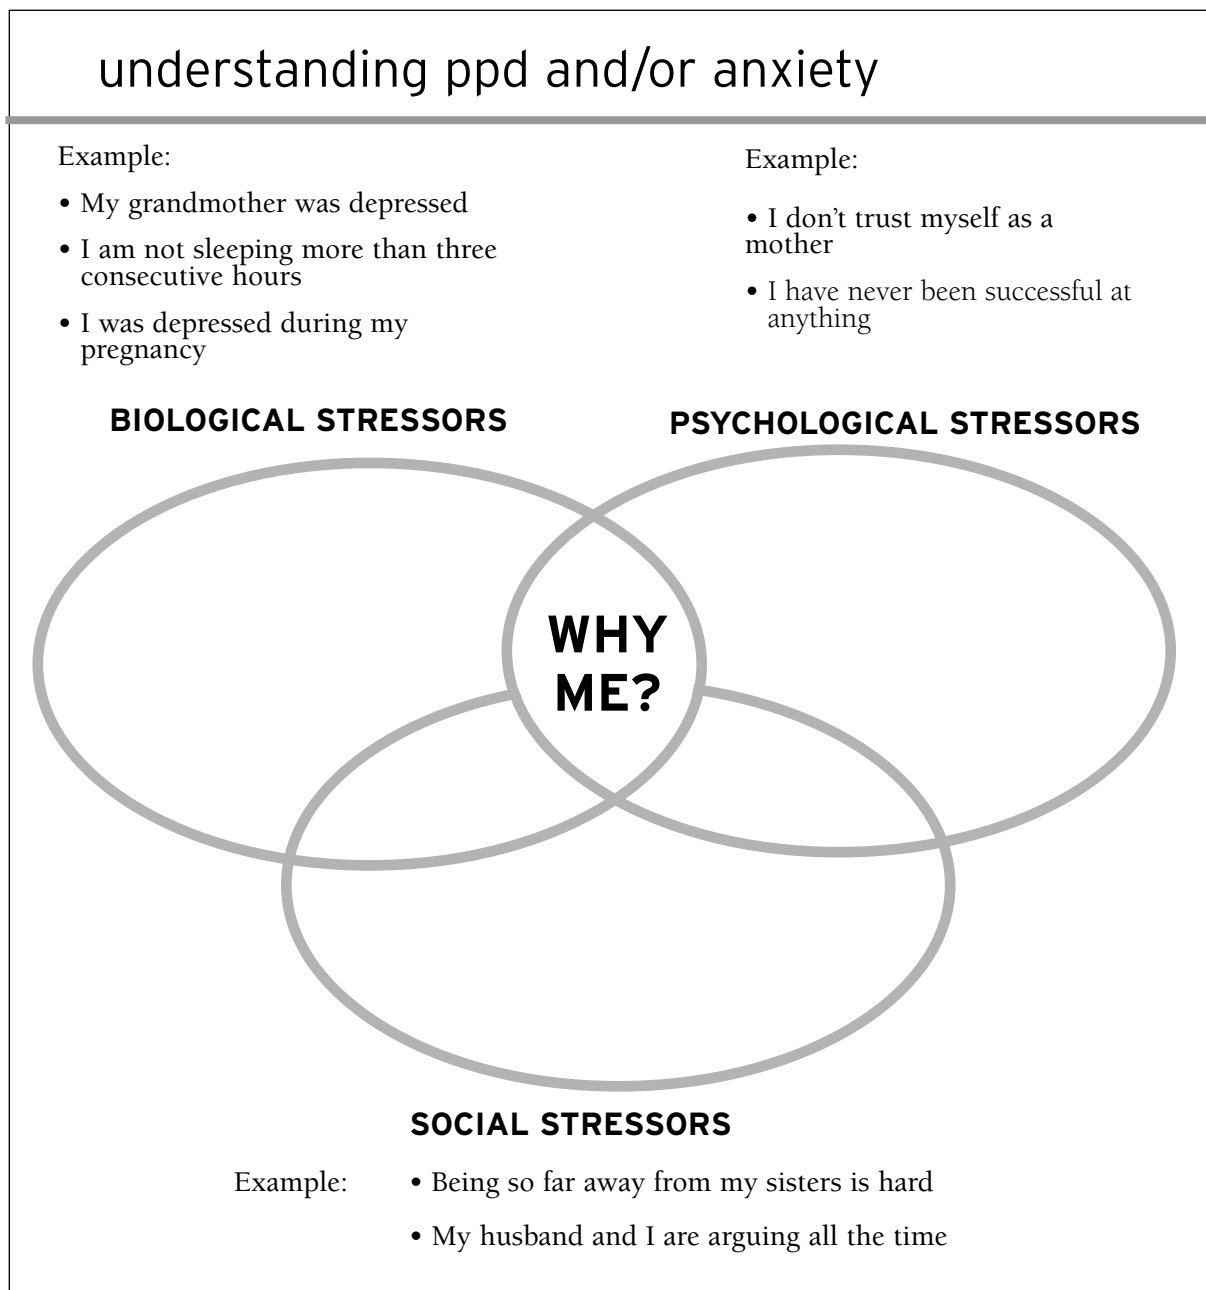 understanding ppd and/or anxiety
Example:
• My grandmother was depressed
• I am not sleeping more than three
consecutive hours
• I was depressed during my
pregnancy
Example:
• I don’t trust myself as a
mother
• I have never been successful at
anything
BIOLOGICAL STRESSORS
PSYCHOLOGICAL STRESSORS
WHY
ME?
SOCIAL STRESSORS
Example: • Being so far away from my sisters is hard
• My husband and I are arguing all the time